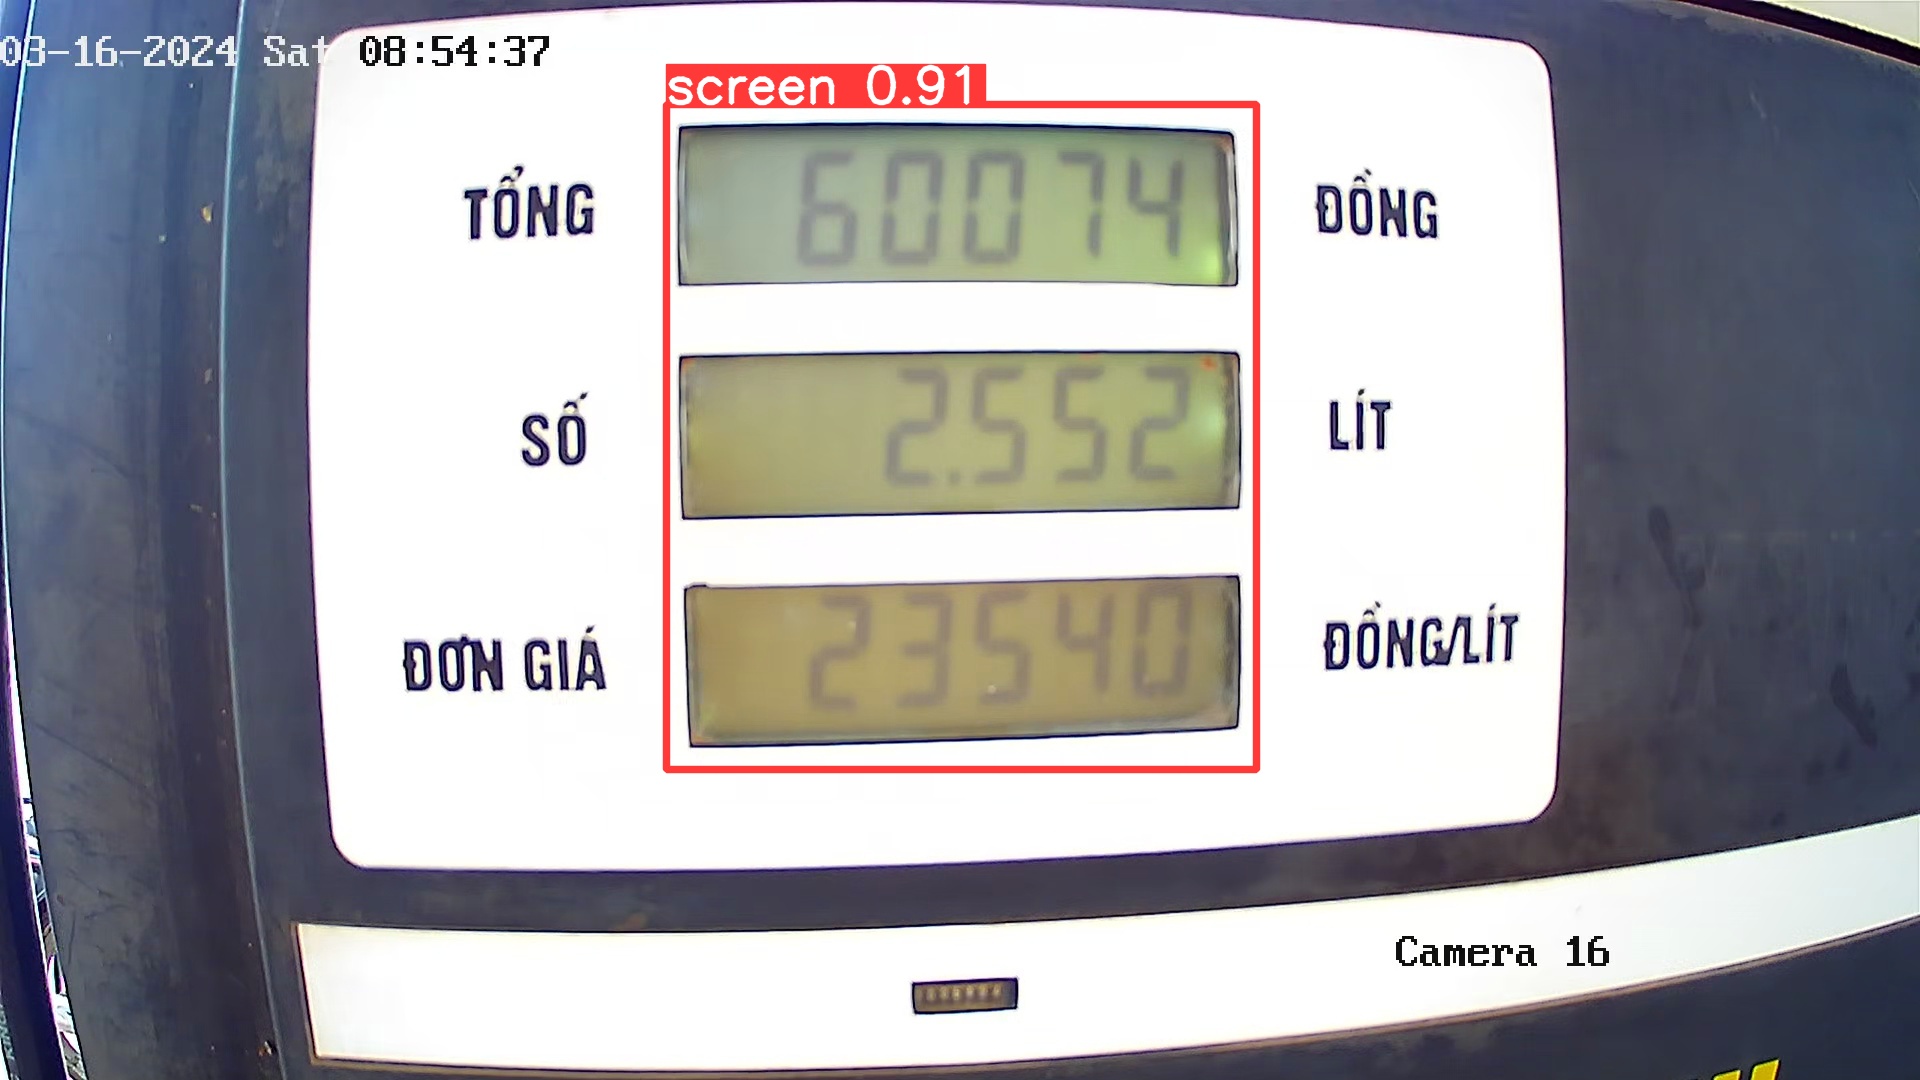 03-16-2024 Sat 08:54:37
screen 0.91
TỔNG 60074 ĐỒNG
SỐ 2.552 LÍT
ĐƠN GIÁ 23540 ĐỒNG/LÍT
Camera 16